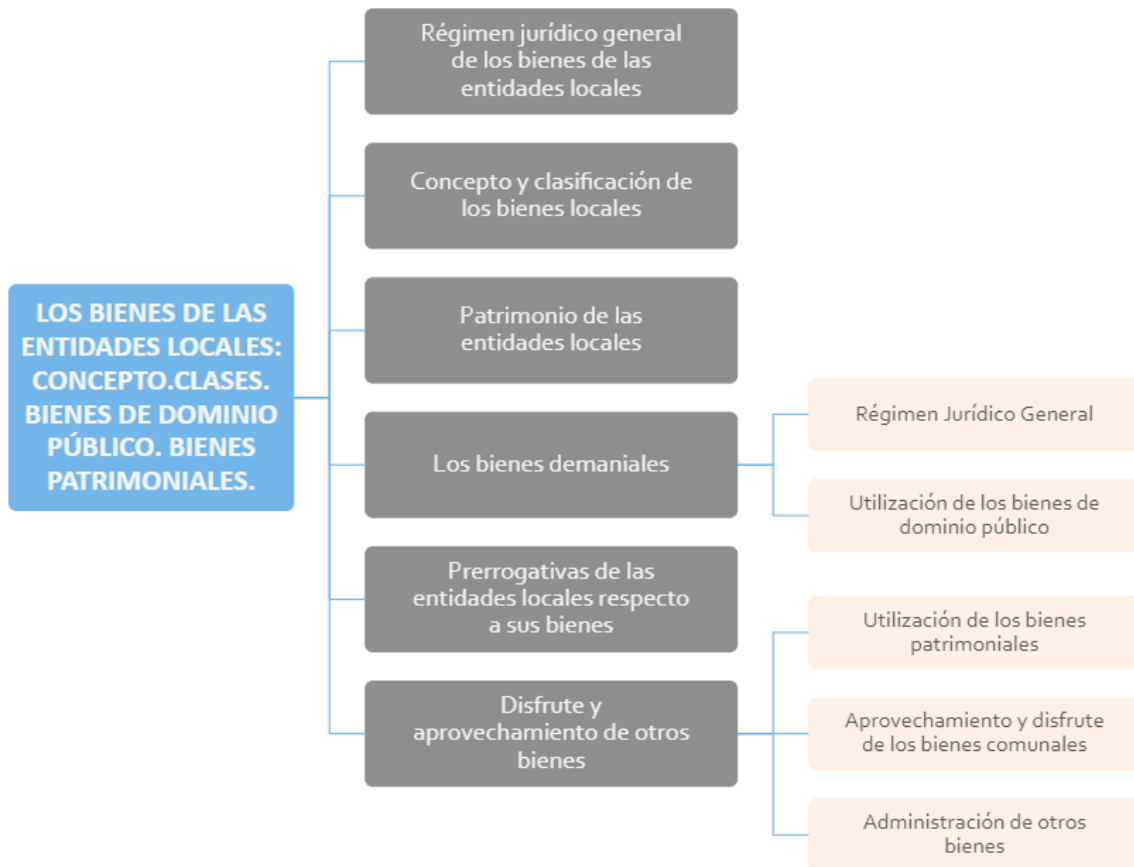 LOS BIENES DE LAS
ENTIDADES LOCALES:
CONCEPTO.CLASES.
BIENES DE DOMINIO
PÚBLICO. BIENES
PATRIMONIALES.
Régimen jurídico general
de los bienes de las
entidades locales
Concepto y clasificación de
los bienes locales
Patrimonio de las
entidades locales
Los bienes demaniales
Régimen Jurídico General
Utilización de los bienes de
dominio público
Prerrogativas de las
entidades locales respecto
a sus bienes
Disfrute y
aprovechamiento de otros
bienes
Utilización de los bienes
patrimoniales
Aprovechamiento y disfrute
de los bienes comunales
Administración de otros
bienes